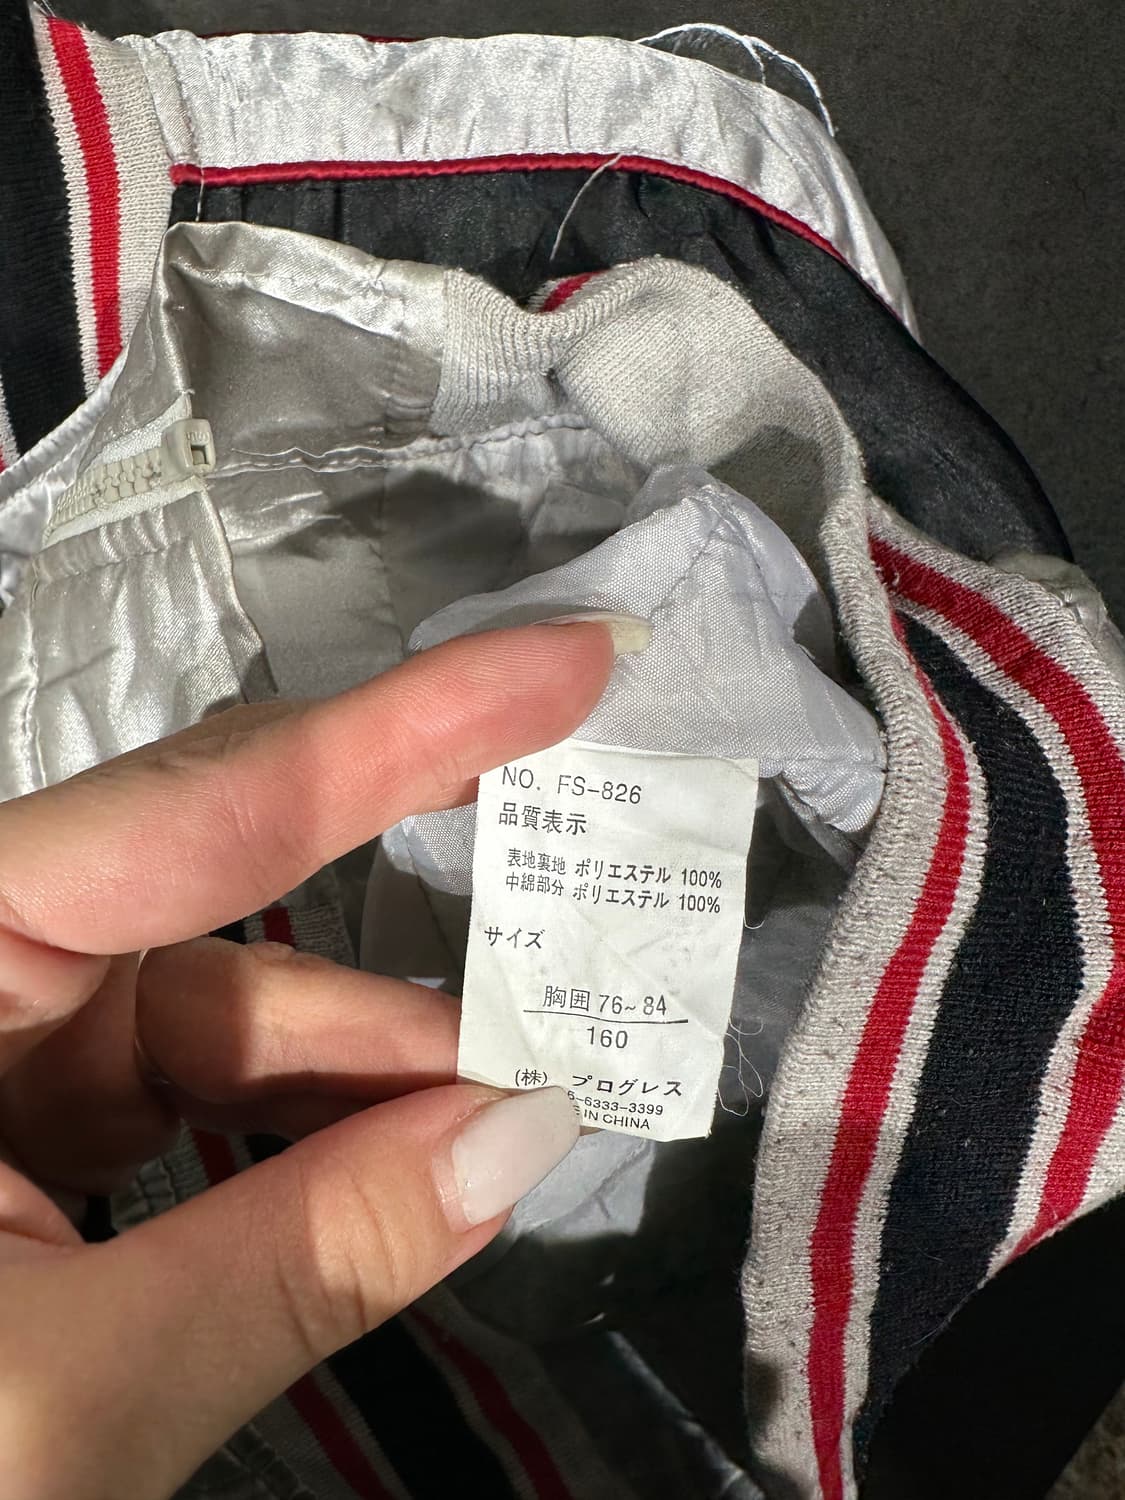 NO. FS-826
品質表示
表地裏地 ポリエステル 100%
中綿部分 ポリエステル 100%
サイズ
胸囲 76~84
160
(株) プログレス
6-6333-3399
IN CHINA